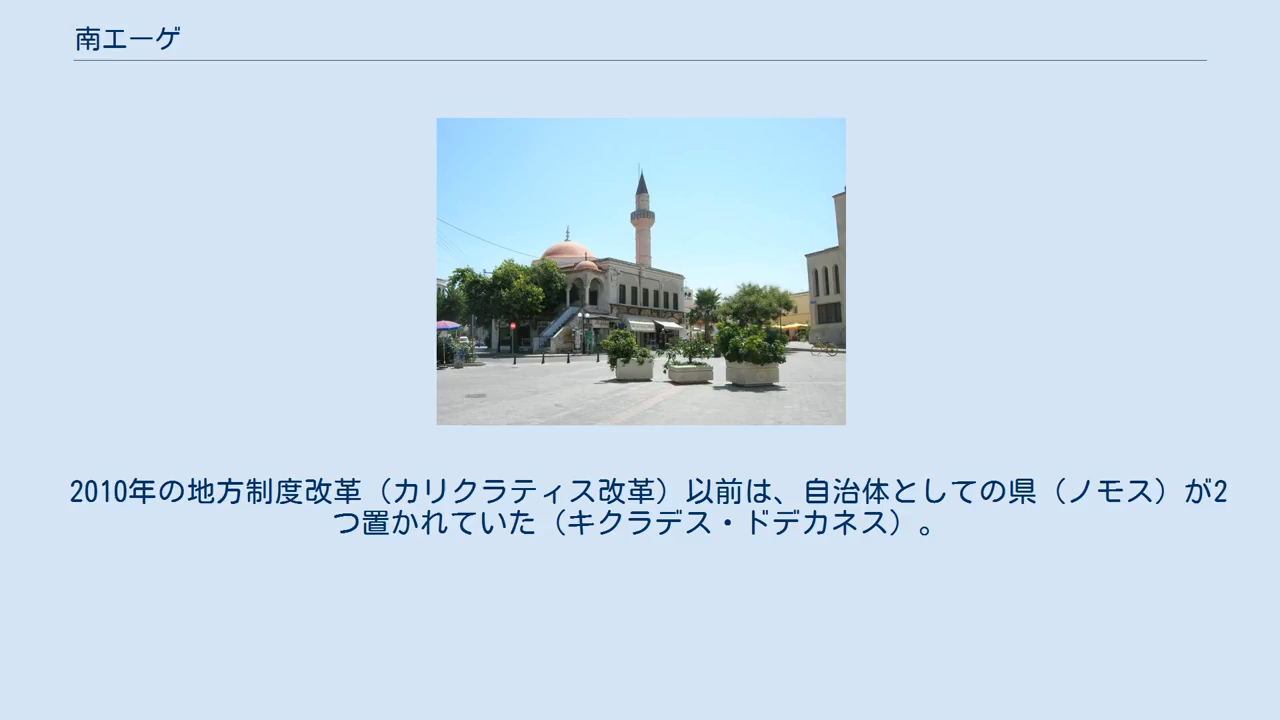 南エーゲ
2010年の地方制度改革（カリクラティス改革）以前は、自治体としての県（ノモス）が2
つ置かれていた（キクラデス・ドデカネス）。